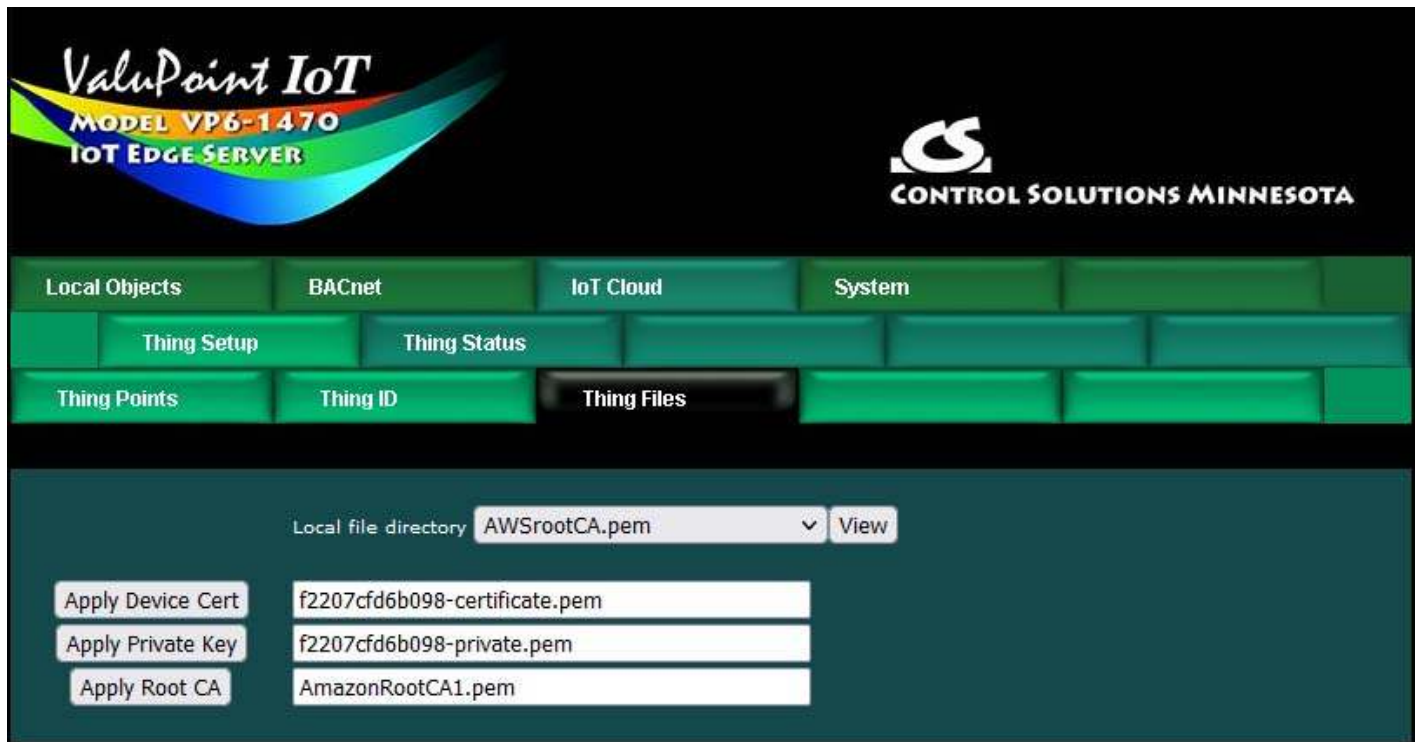 ValuPoint IoT
MODEL VP6-1470
IOT EDGE SERVER
CS
CONTROL SOLUTIONS MINNESOTA
Local Objects BACnet IoT Cloud System
Thing Setup Thing Status
Thing Points Thing ID Thing Files
Local file directory AWSrootCA.pem View
Apply Device Cert f2207cfd6b098-certificate.pem
Apply Private Key f2207cfd6b098-private.pem
Apply Root CA AmazonRootCA1.pem